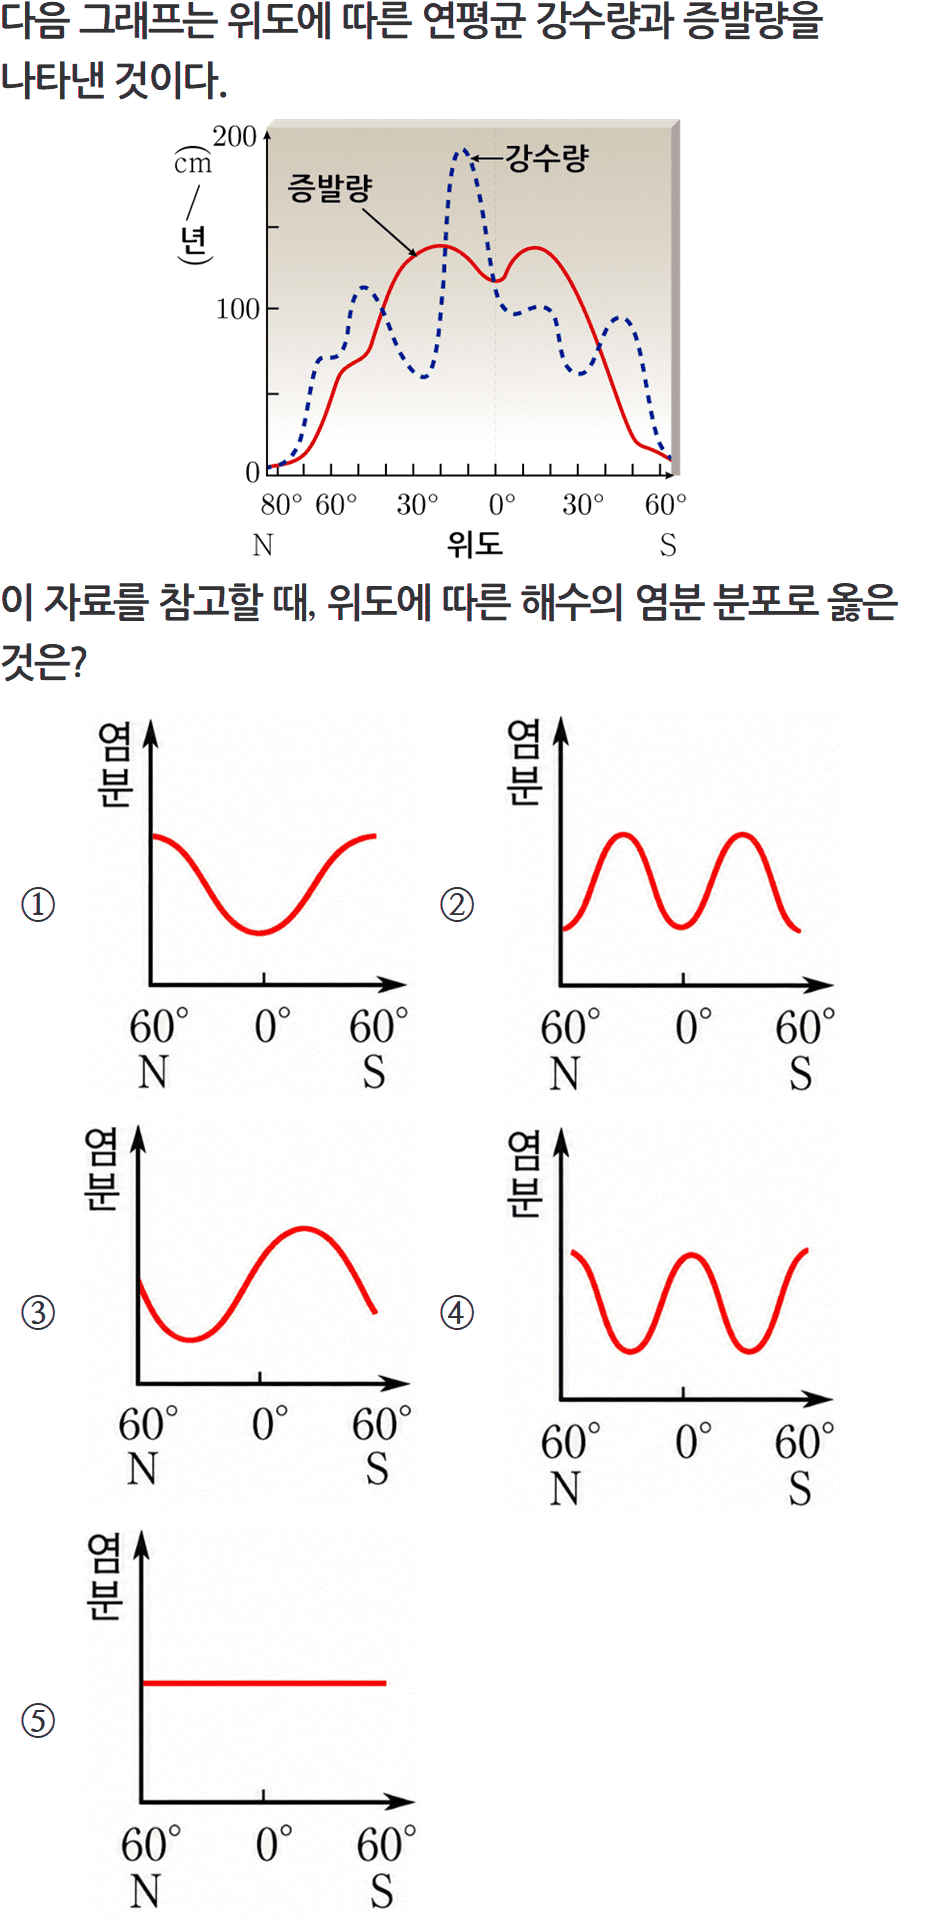 다음 그래프는 위도에 따른 연평균 강수량과 증발량을
나타낸 것이다.
200
(cm/년)
강수량
증발량
100
0
80° 60° 30° 0° 30° 60°
N 위도 S
이 자료를 참고할 때, 위도에 따른 해수의 염분 분포로 옳은
것은?
①
염분
60° 0° 60°
N S
②
염분
60° 0° 60°
N S
③
염분
60° 0° 60°
N S
④
염분
60° 0° 60°
N S
⑤
염분
60° 0° 60°
N S